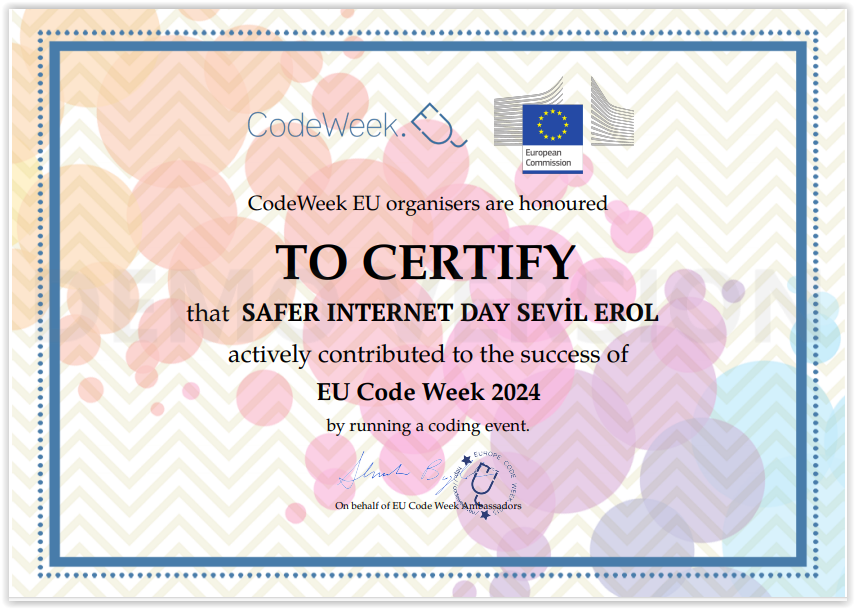 CodeWeek.EU
European
Commission
CodeWeek EU organisers are honoured
TO CERTIFY
that SAFER INTERNET DAY SEVİL EROL
DEMO VERSION
actively contributed to the success of
EU Code Week 2024
by running a coding event.
EUROPE CODE WEEK
On behalf of EU Code Week Ambassadors